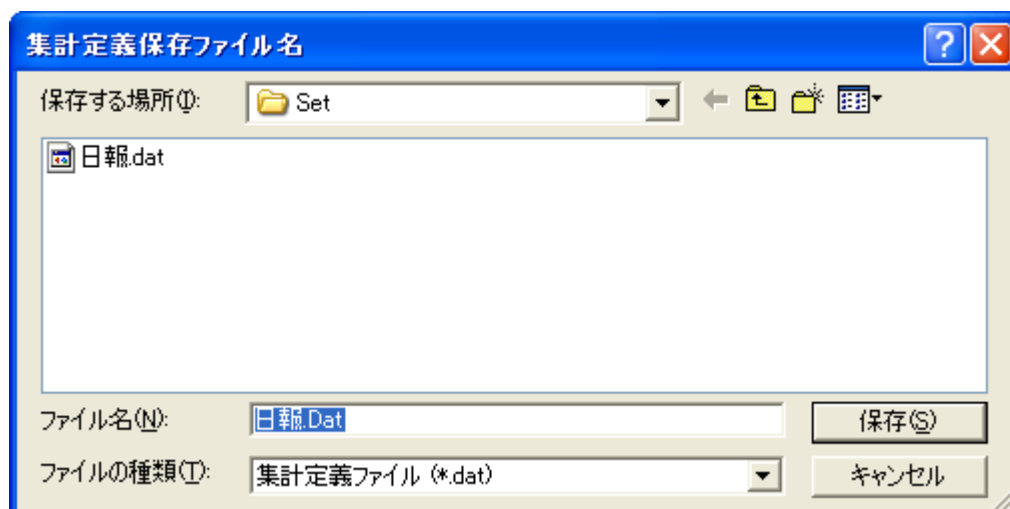 集計定義保存ファイル名
保存する場所(I):
Set
日報.dat
ファイル名(N):
日報.Dat
保存(S)
ファイルの種類(T):
集計定義ファイル (*.dat)
キャンセル